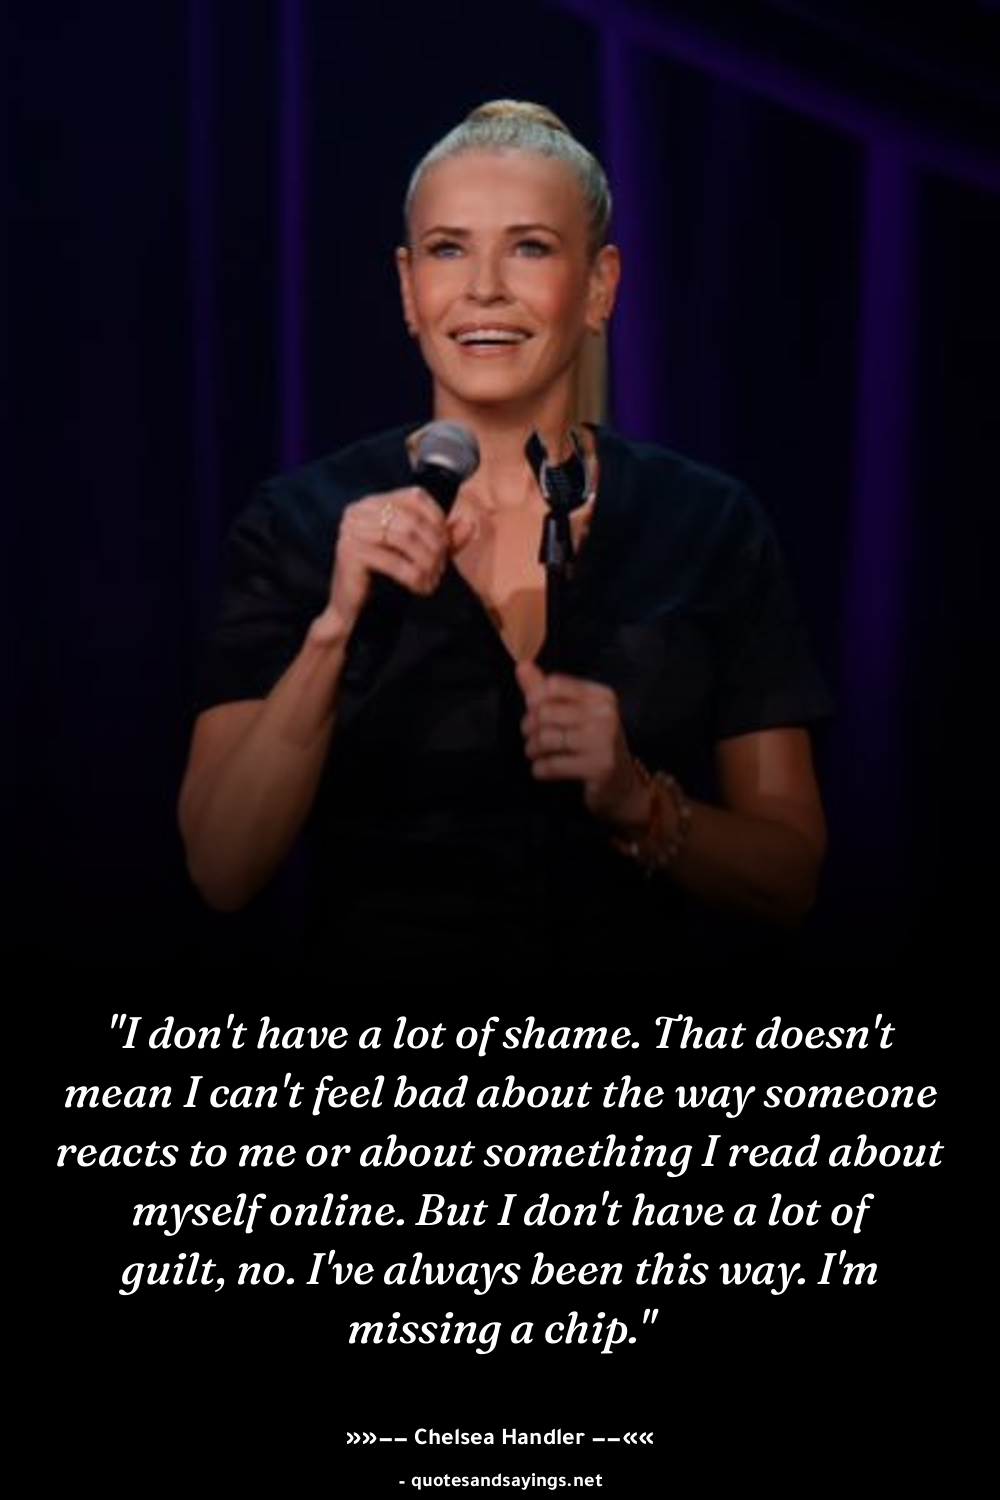 "I don't have a lot of shame. That doesn't
mean I can't feel bad about the way someone
reacts to me or about something I read about
myself online. But I don't have a lot of
guilt, no. I've always been this way. I'm
missing a chip."
»»–– Chelsea Handler ––««
- quotesandsayings.net